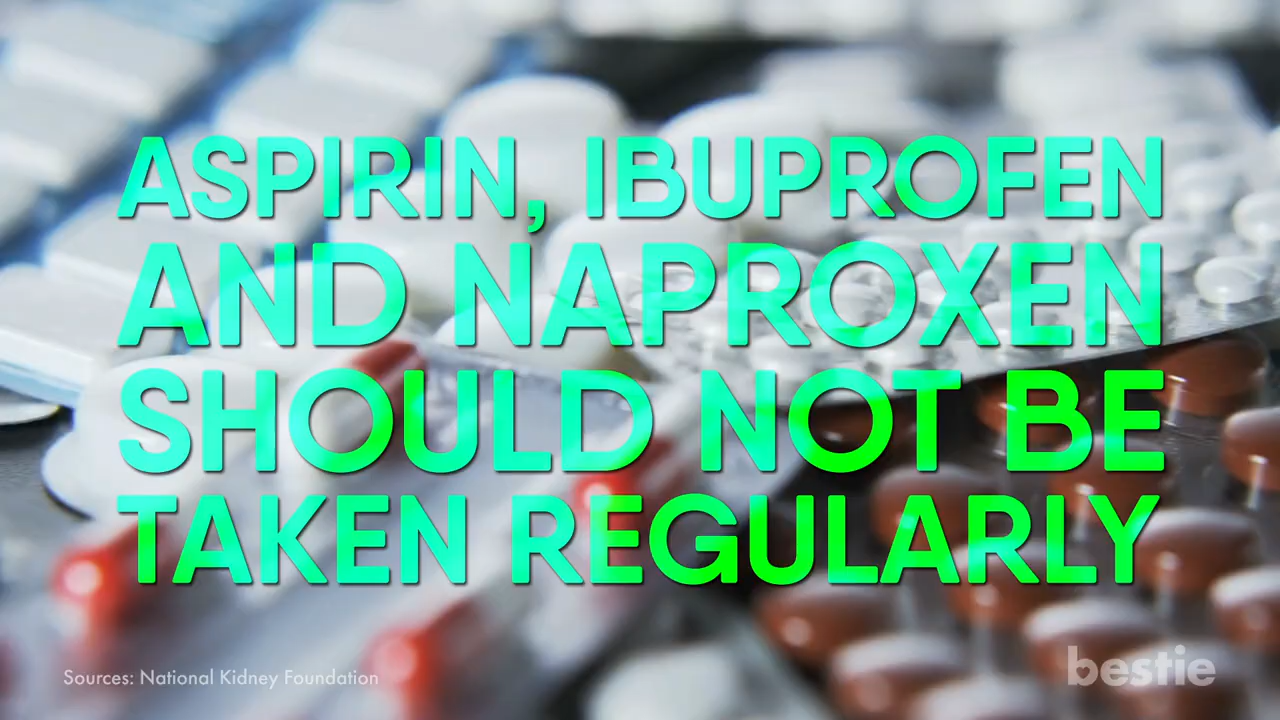 ASPIRIN, IBUPROFEN
AND NAPROXEN
SHOULD NOT BE
TAKEN REGULARLY
Sources: National Kidney Foundation
bestie